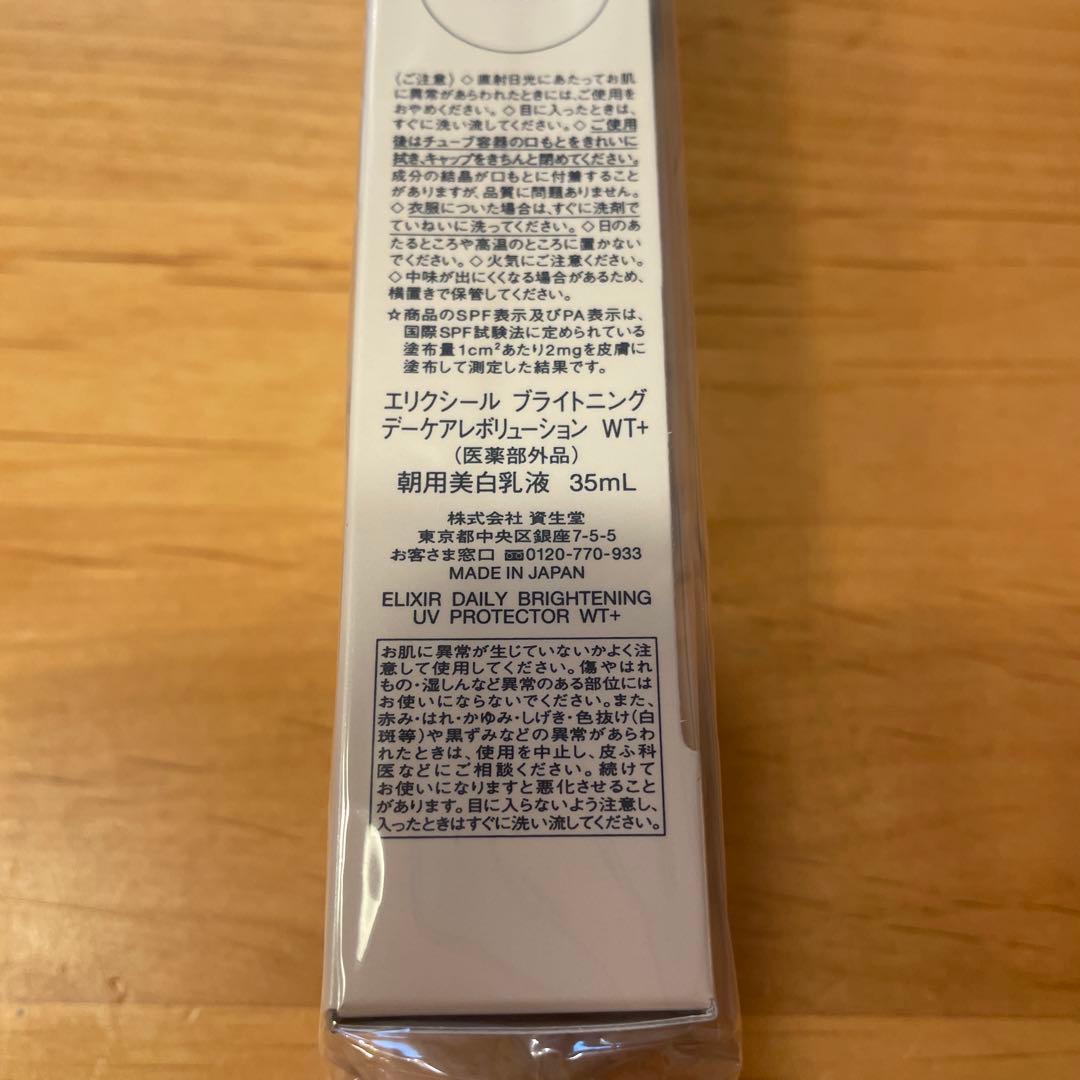 〈ご注意〉◇直射日光にあたってお肌
に異常があらわれたときには、ご使用を
おやめください。◇目に入ったときは、
すぐに洗い流してください。◇ご使用
後はチューブ容器の口もとをきれいに
拭き、キャップをきちんと閉めてください。
成分の結晶が口もとに付着すること
がありますが、品質に問題ありません。
◇衣服についた場合は、すぐに洗剤で
ていねいに洗ってください。◇日のあ
たるところや高温のところに置かない
でください。◇火気にご注意ください。
◇中味が出にくくなる場合があるため、
横置きで保管してください。
☆商品のSPF表示及びPA表示は、
国際SPF試験法に定められている
塗布量1cm²あたり2mgを皮膚に
塗布して測定した結果です。
エリクシール ブライトニング
デーケアレボリューション WT+
〈医薬部外品〉
朝用美白乳液 35mL
株式会社 資生堂
東京都中央区銀座7-5-5
お客さま窓口 0120-770-933
MADE IN JAPAN
ELIXIR DAILY BRIGHTENING
UV PROTECTOR WT+
お肌に異常が生じていないかよく注
意して使用してください。傷やはれ
もの・湿しんなど異常のある部位には
お使いにならないでください。また、
赤み・はれ・かゆみ・しげき・色抜け(白
斑等)や黒ずみなどの異常があらわ
れたときは、使用を中止し、皮ふ科
医などにご相談ください。続けて
お使いになりますと悪化させること
があります。目に入らないよう注意し、
入ったときはすぐに洗い流してください。